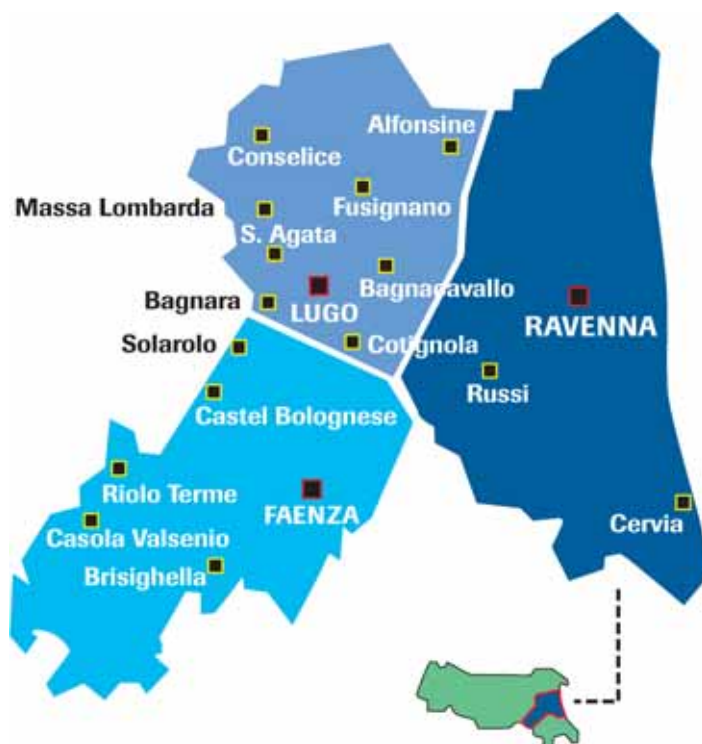 Alfonsine
Conselice
Massa Lombarda
Fusignano
S. Agata
Bagnacavallo
Bagnara
LUGO
RAVENNA
Solarolo
Cotignola
Russi
Castel Bolognese
Riolo Terme
FAENZA
Cervia
Casola Valsenio
Brisighella